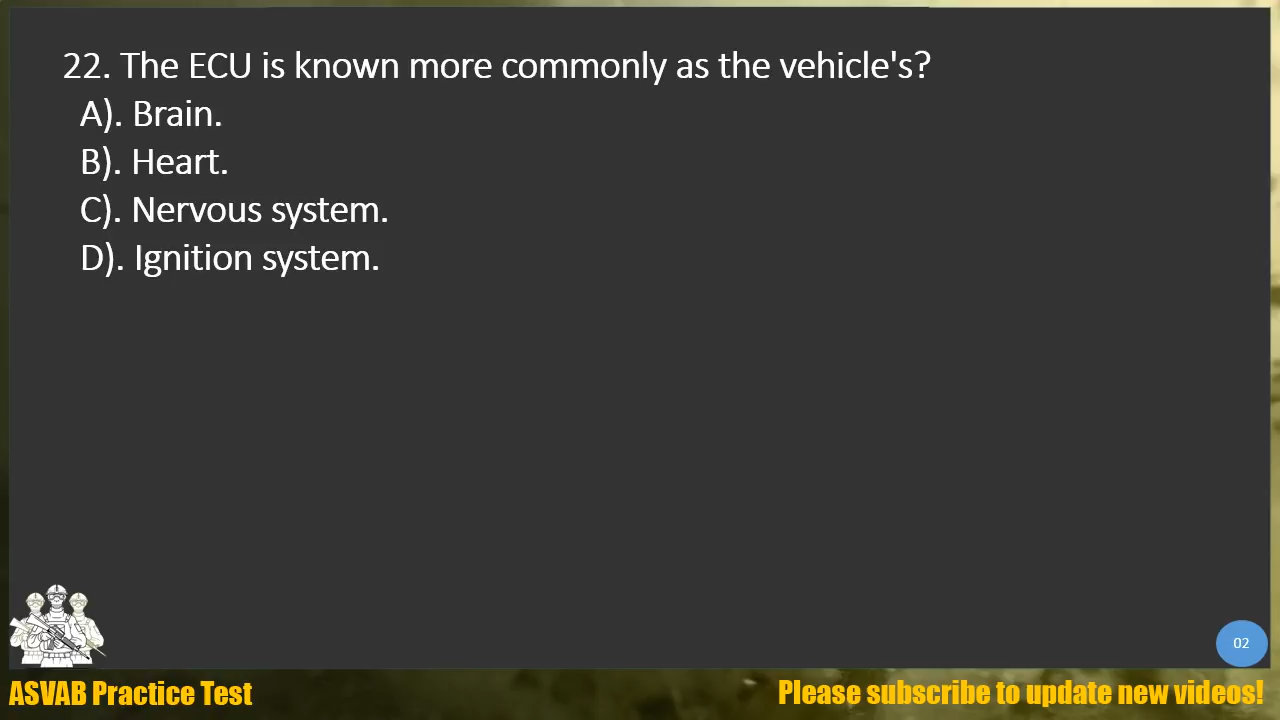 22. The ECU is known more commonly as the vehicle's?
A). Brain.
B). Heart.
C). Nervous system.
D). Ignition system.
02
ASVAB Practice Test
Please subscribe to update new videos!